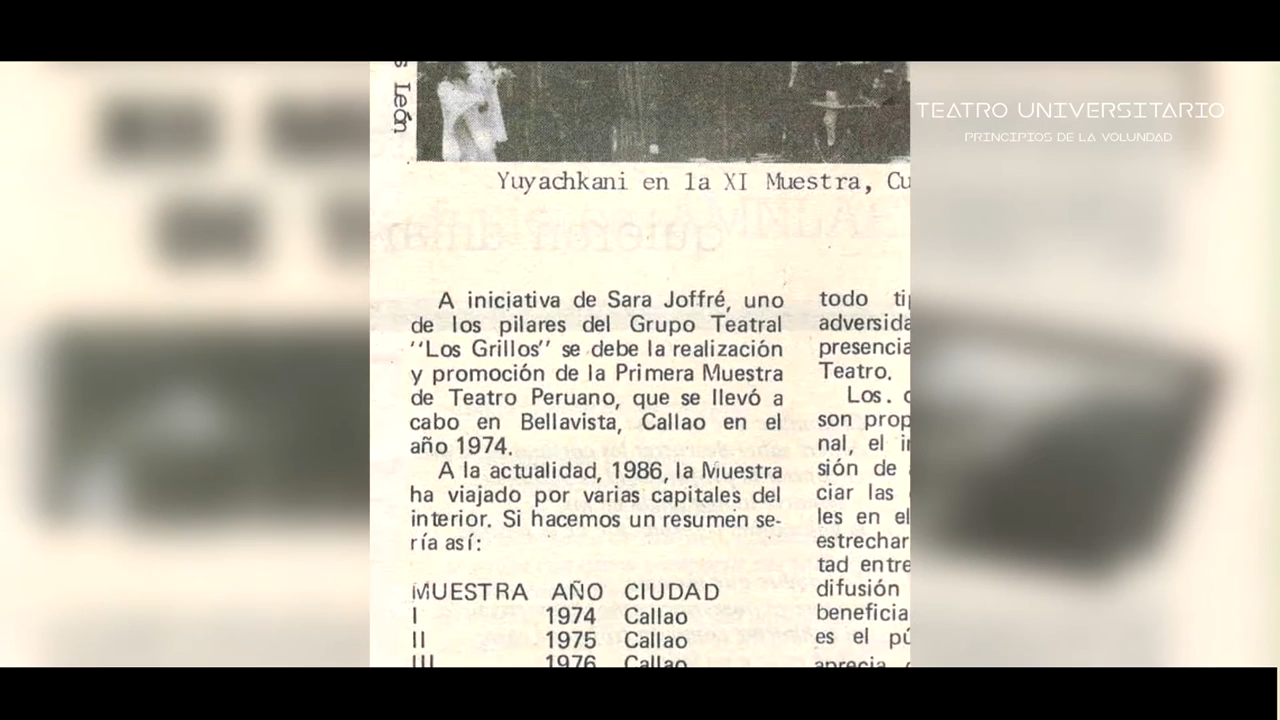 TEATRO UNIVERSITARIO
PRINCIPIOS DE LA VOLUNDAD
s León
Yuyachkani en la XI Muestra, Cu
A iniciativa de Sara Joffré, uno
de los pilares del Grupo Teatral
‘‘Los Grillos’’ se debe la realización
y promoción de la Primera Muestra
de Teatro Peruano, que se llevó a
cabo en Bellavista, Callao en el
año 1974.
A la actualidad, 1986, la Muestra
ha viajado por varias capitales del
interior. Si hacemos un resumen se-
ría así:
MUESTRA AÑO CIUDAD
I 1974 Callao
II 1975 Callao
III 1976 Callao
todo ti
adversida
presencia
Teatro.
Los. c
son prop
nal, el i
sión de
ciar las
les en el
estrechar
tad entre
difusión
beneficia
es el pú
aprecia